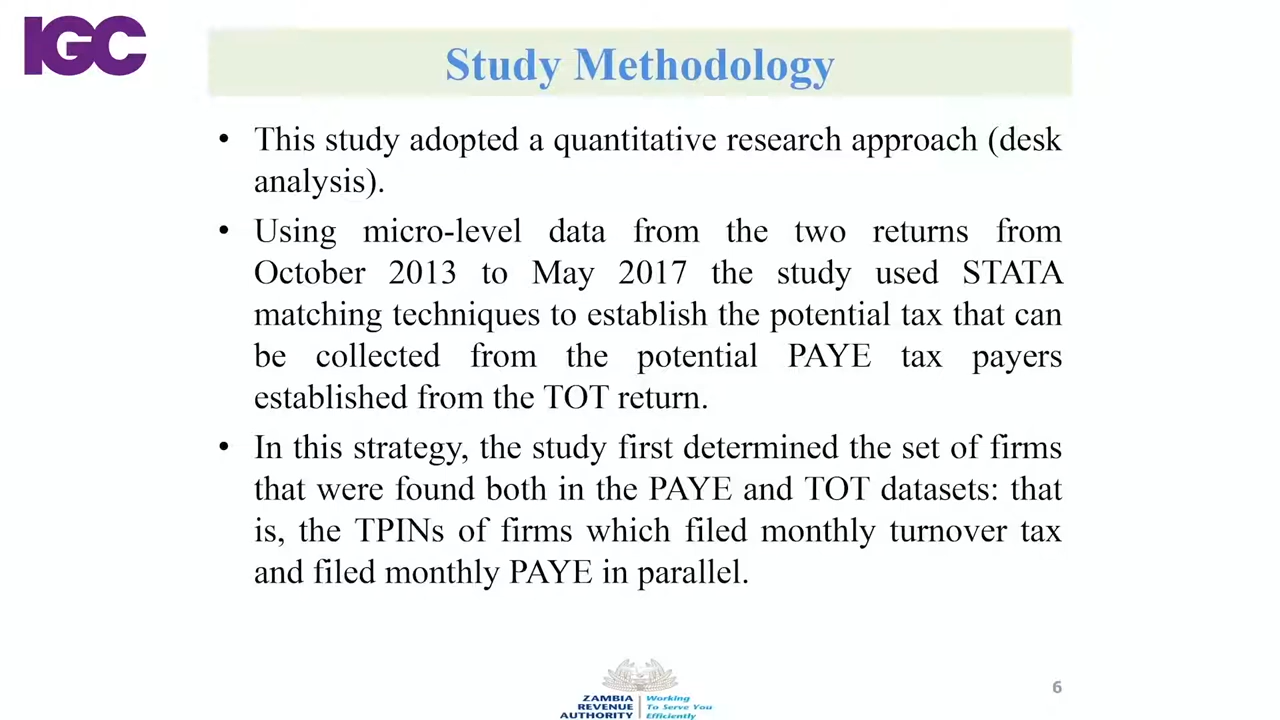 IGC
Study Methodology
• This study adopted a quantitative research approach (desk
analysis).
• Using micro-level data from the two returns from
October 2013 to May 2017 the study used STATA
matching techniques to establish the potential tax that can
be collected from the potential PAYE tax payers
established from the TOT return.
• In this strategy, the study first determined the set of firms
that were found both in the PAYE and TOT datasets: that
is, the TPINs of firms which filed monthly turnover tax
and filed monthly PAYE in parallel.
ZAMBIA
REVENUE
AUTHORITY
Working
To Serve You
Efficiently
6